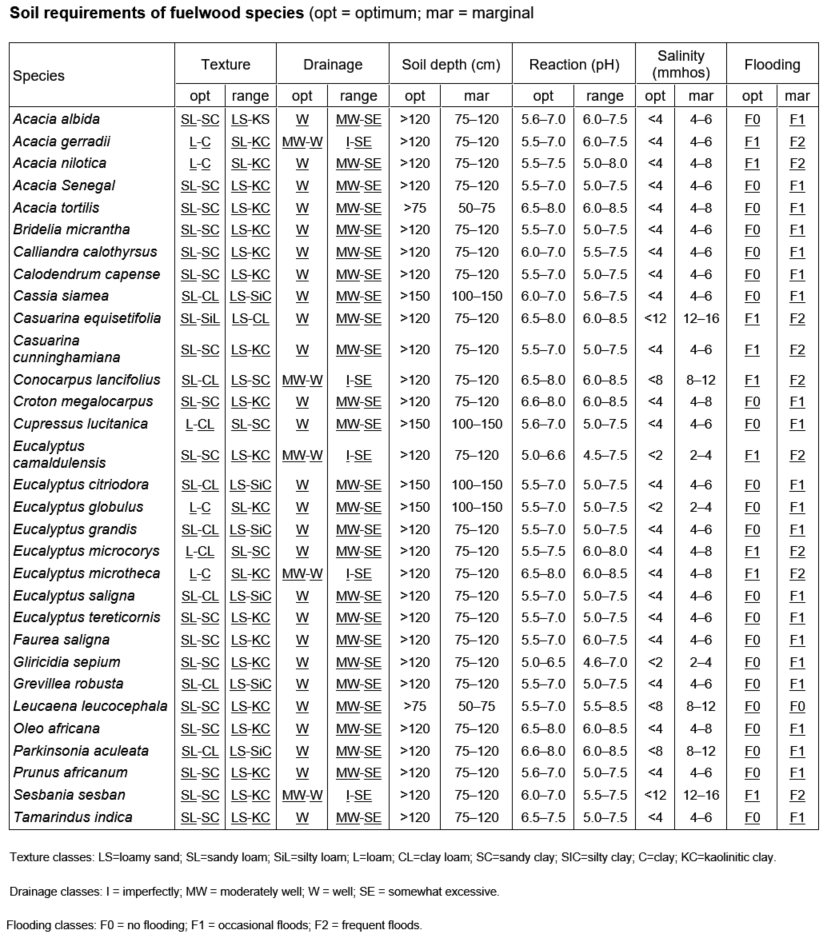 Soil requirements of fuelwood species (opt = optimum; mar = marginal
Species Texture Drainage Soil depth (cm) Reaction (pH) Salinity (mmhos) Flooding
opt range opt range opt mar opt range opt mar opt mar
Acacia albida SL-SC LS-KS W MW-SE >120 75–120 5.6–7.0 6.0–7.5 <4 4–6 F0 F1
Acacia gerradii L-C SL-KC MW-W I-SE >120 75–120 5.5–7.0 6.0–7.5 <4 4–6 F1 F2
Acacia nilotica L-C SL-KC W MW-SE >120 75–120 5.5–7.5 5.0–8.0 <4 4–8 F1 F2
Acacia Senegal SL-SC LS-KC W MW-SE >120 75–120 5.5–7.0 5.0–7.5 <4 4–6 F0 F1
Acacia tortilis SL-SC LS-KC W MW-SE >75 50–75 6.5–8.0 6.0–8.5 <4 4–8 F0 F1
Bridelia micrantha SL-SC LS-KC W MW-SE >120 75–120 5.5–7.0 5.0–7.5 <4 4–6 F0 F1
Calliandra calothyrsus SL-SC LS-KC W MW-SE >120 75–120 6.0–7.0 5.5–7.5 <4 4–6 F0 F1
Calodendrum capense SL-SC LS-KC W MW-SE >120 75–120 5.5–7.0 5.0–7.5 <4 4–6 F0 F1
Cassia siamea SL-CL LS-SiC W MW-SE >150 100–150 6.0–7.0 5.6–7.5 <4 4–6 F0 F1
Casuarina equisetifolia SL-SiL LS-CL W MW-SE >120 75–120 6.5–8.0 6.0–8.5 <12 12–16 F1 F2
Casuarina
cunninghamiana SL-SC LS-KC W MW-SE >120 75–120 5.5–7.0 5.0–7.5 <4 4–6 F1 F2
Conocarpus lancifolius SL-CL LS-SC MW-W I-SE >120 75–120 6.5–8.0 6.0–8.5 <8 8–12 F1 F2
Croton megalocarpus SL-SC LS-KC W MW-SE >120 75–120 6.6–8.0 6.0–8.5 <4 4–8 F0 F1
Cupressus lucitanica L-CL SL-SC W MW-SE >150 100–150 5.6–7.0 5.0–7.5 <4 4–6 F0 F1
Eucalyptus
camaldulensis SL-SC LS-KC MW-W I-SE >120 75–120 5.0–6.6 4.5–7.5 <2 2–4 F1 F2
Eucalyptus citriodora SL-CL LS-SiC W MW-SE >150 100–150 5.5–7.0 5.0–7.5 <4 4–6 F0 F1
Eucalyptus globulus L-C SL-KC W MW-SE >150 100–150 5.5–7.0 5.0–7.5 <2 2–4 F0 F1
Eucalyptus grandis SL-CL LS-SiC W MW-SE >120 75–120 5.5–7.0 5.0–7.5 <4 4–6 F0 F1
Eucalyptus microcorys L-CL SL-SC W MW-SE >120 75–120 5.5–7.5 6.0–8.0 <4 4–8 F1 F2
Eucalyptus microtheca L-C SL-KC MW-W I-SE >120 75–120 6.5–8.0 6.0–8.5 <4 4–8 F1 F2
Eucalyptus saligna SL-CL LS-SiC W MW-SE >120 75–120 5.5–7.0 5.0–7.5 <4 4–6 F0 F1
Eucalyptus tereticornis SL-SC LS-KC W MW-SE >120 75–120 5.5–7.0 5.0–7.5 <4 4–6 F0 F1
Faurea saligna SL-SC LS-KC W MW-SE >120 75–120 5.5–7.0 6.0–7.5 <4 4–6 F0 F1
Gliricidia sepium SL-SC LS-KC W MW-SE >120 75–120 5.0–6.5 4.6–7.0 <2 2–4 F0 F1
Grevillea robusta SL-CL LS-SiC W MW-SE >120 75–120 5.5–7.0 5.0–7.5 <4 4–6 F0 F1
Leucaena leucocephala SL-SC LS-KC W MW-SE >75 50–75 5.5–7.0 5.5–8.5 <8 8–12 F0 F0
Oleo africana SL-SC LS-KC W MW-SE >120 75–120 6.5–8.0 6.0–8.5 <4 4–8 F0 F1
Parkinsonia aculeata SL-CL LS-SiC W MW-SE >120 75–120 6.6–8.0 6.0–8.5 <8 8–12 F0 F1
Prunus africanum SL-SC LS-KC W MW-SE >120 75–120 5.6–7.0 5.0–7.5 <4 4–6 F0 F1
Sesbania sesban SL-SC LS-KC MW-W I-SE >120 75–120 6.0–7.0 5.5–7.5 <12 12–16 F1 F2
Tamarindus indica SL-SC LS-KC W MW-SE >120 75–120 6.5–7.5 5.0–7.5 <4 4–6 F0 F1
Texture classes: LS=loamy sand; SL=sandy loam; SiL=silty loam; L=loam; CL=clay loam; SC=sandy clay; SIC=silty clay; C=clay; KC=kaolinitic clay.
Drainage classes: I = imperfectly; MW = moderately well; W = well; SE = somewhat excessive.
Flooding classes: F0 = no flooding; F1 = occasional floods; F2 = frequent floods.